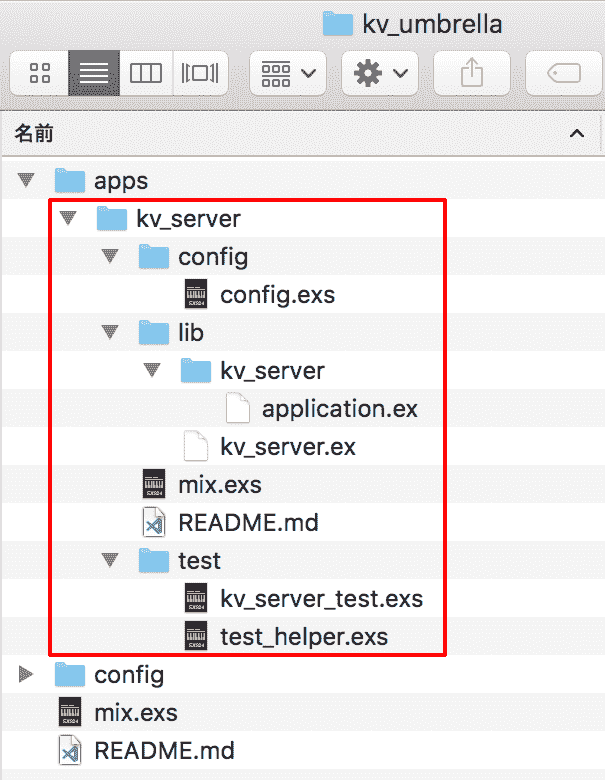 kv_umbrella
名前
apps
kv_server
config
config.exs
lib
kv_server
application.ex
kv_server.ex
mix.exs
README.md
test
kv_server_test.exs
test_helper.exs
config
mix.exs
README.md